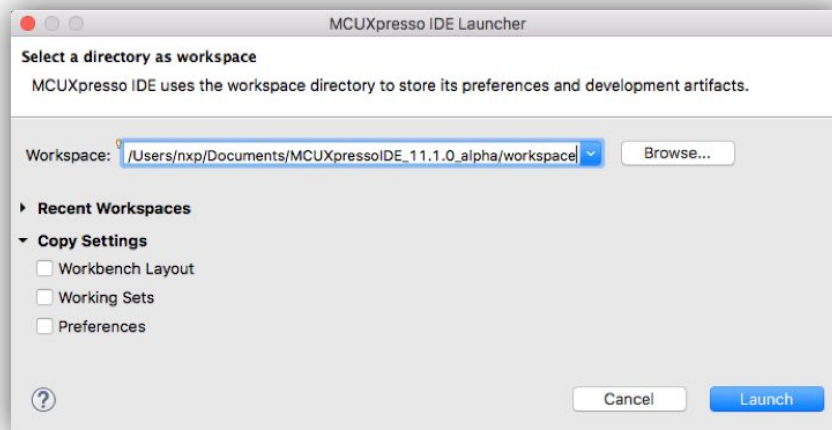 MCUXpresso IDE Launcher
Select a directory as workspace
MCUXpresso IDE uses the workspace directory to store its preferences and development artifacts.
Workspace: /Users/nxp/Documents/MCUXpressoIDE_11.1.0_alpha/workspace Browse...
Recent Workspaces
Copy Settings
Workbench Layout
Working Sets
Preferences
? Cancel Launch